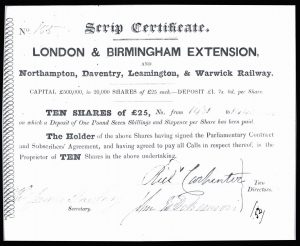 Scrip Certificate.
LONDON & BIRMINGHAM EXTENSION,
AND
Northampton, Daventry, Leamington, & Warwick Railway.
CAPITAL £500,000, in 20,000 SHARES of £25 each—DEPOSIT £1. 7s. 6d. per Share.
TEN SHARES of £25, No. from
on which a Deposit of One Pound Seven Shillings and Sixpence per Share has been paid.
The Holder of the above Shares having signed the Parliamentary Contract
and Subscribers' Agreement, and having agreed to pay all Calls in respect thereof, is the
Proprietor of TEN Shares in the above undertaking.
Richd Carpenter
Two
Directors.
Secretary.